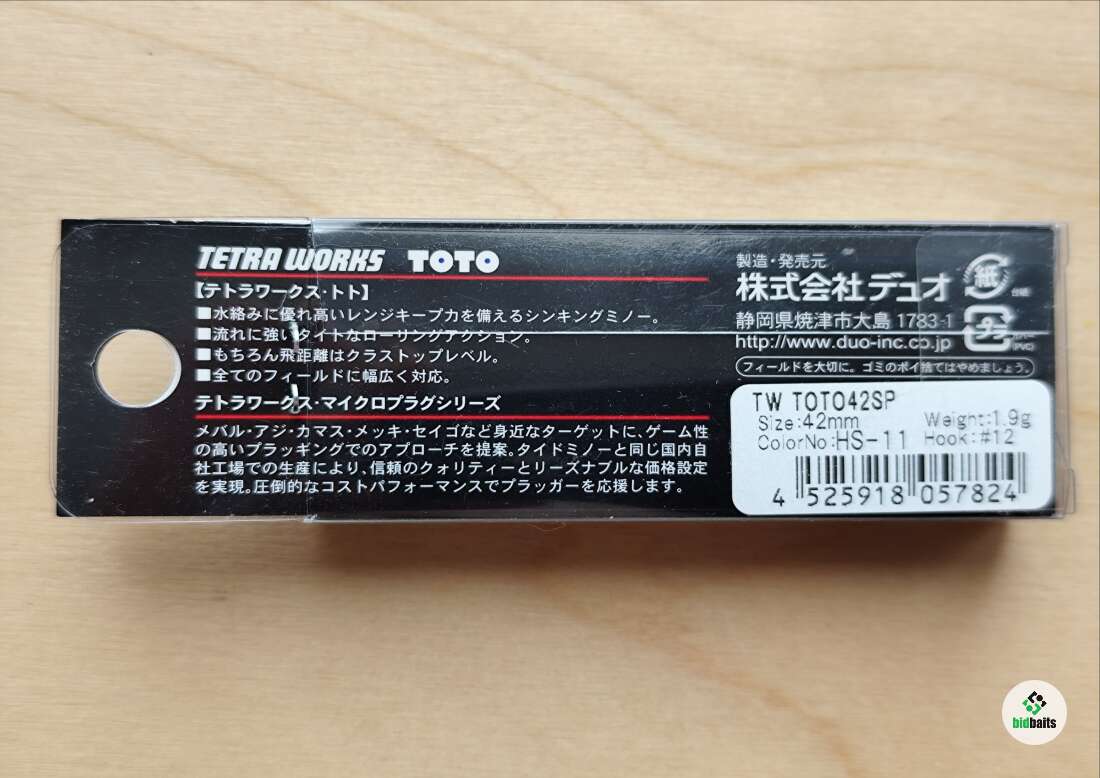 TETRA WORKS TOTO
【テトラワークス・トト】
■水絡みに優れ高いレンジキープ力を備えるシンキングミノー。
■流れに強いタイトなローリングアクション。
■もちろん飛距離はクラストップレベル。
■全てのフィールドに幅広く対応。
テトラワークス・マイクロプラグシリーズ
メバル・アジ・カマス・メッキ・セイゴなど身近なターゲットに、ゲーム性
の高いプラッギングでのアプローチを提案。タイドミノーと同じ国内自
社工場での生産により、信頼のクォリティーとリーズナブルな価格設定
を実現。圧倒的なコストパフォーマンスでプラッガーを応援します。
製造・発売元
株式会社デュオ
静岡県焼津市大島 1783-1
http://www.duo-inc.co.jp
紙
台紙
プラ
カバー
(PVC)
フィールドを大切に。ゴミのポイ捨てはやめましょう。
TW TOTO42SP
Size:42mm Weight:1.9g
ColorNo:HS-11 Hook:#12
4 525918 057824
bidbaits